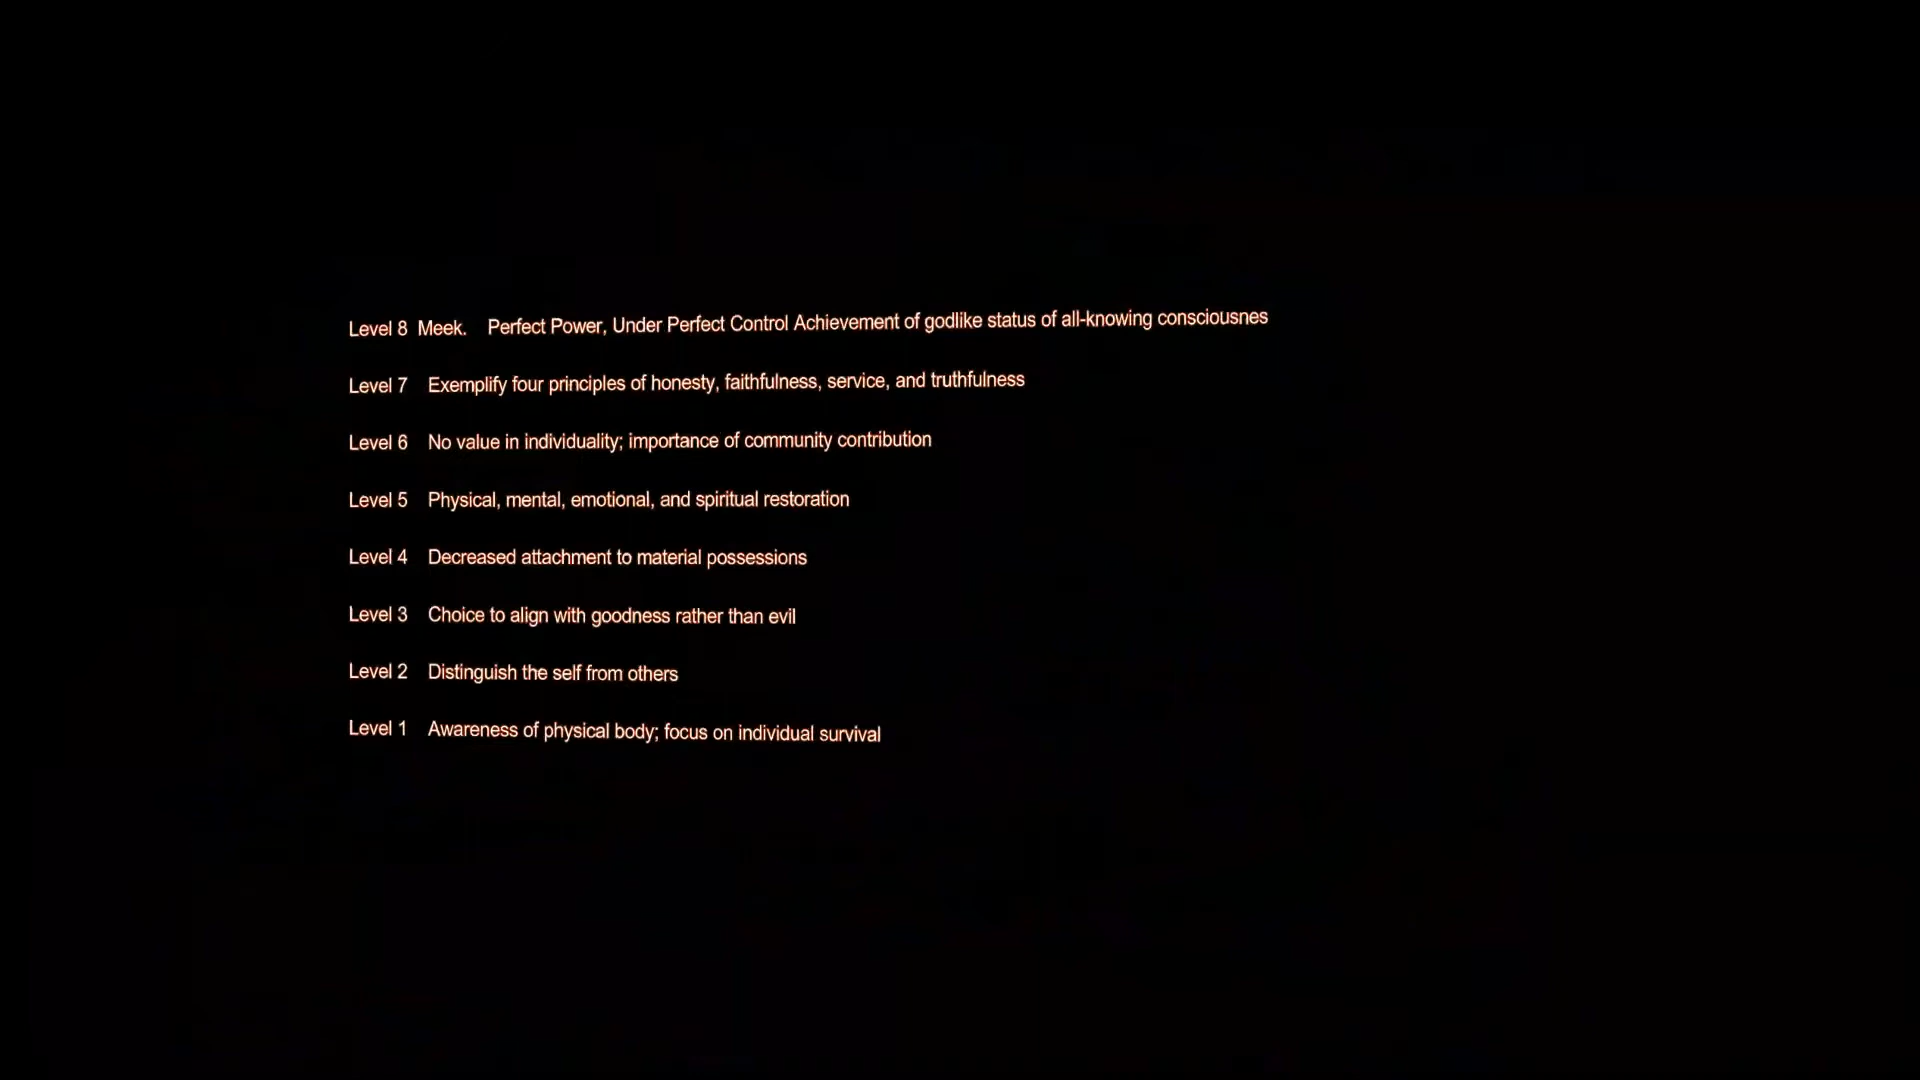 Level 8 Meek. Perfect Power, Under Perfect Control Achievement of godlike status of all-knowing consciousnes
Level 7 Exemplify four principles of honesty, faithfulness, service, and truthfulness
Level 6 No value in individuality; importance of community contribution
Level 5 Physical, mental, emotional, and spiritual restoration
Level 4 Decreased attachment to material possessions
Level 3 Choice to align with goodness rather than evil
Level 2 Distinguish the self from others
Level 1 Awareness of physical body; focus on individual survival